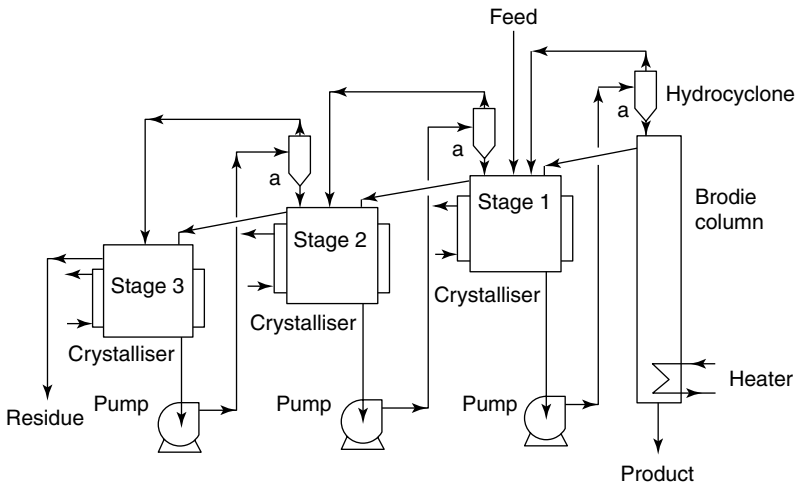 Feed
Hydrocyclone
a
a
a
Brodie
column
Stage 1
Stage 2
Stage 3
Crystalliser
Crystalliser
Crystalliser
Heater
Pump
Pump
Pump
Residue
Product